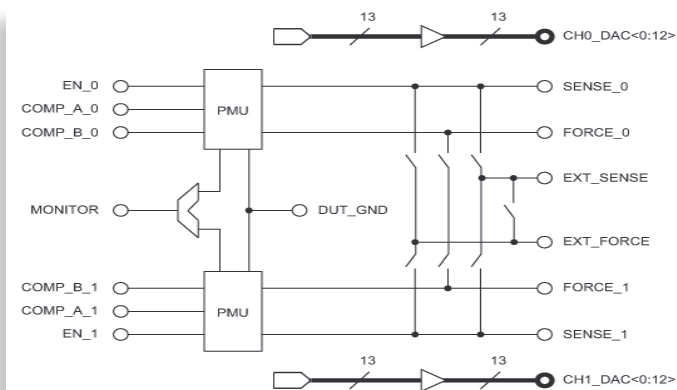 13 13
CH0_DAC<0:12>
EN_0 SENSE_0
COMP_A_0
PMU
COMP_B_0 FORCE_0
EXT_SENSE
MONITOR DUT_GND
EXT_FORCE
COMP_B_1 FORCE_1
COMP_A_1
PMU
EN_1 SENSE_1
13 13
CH1_DAC<0:12>